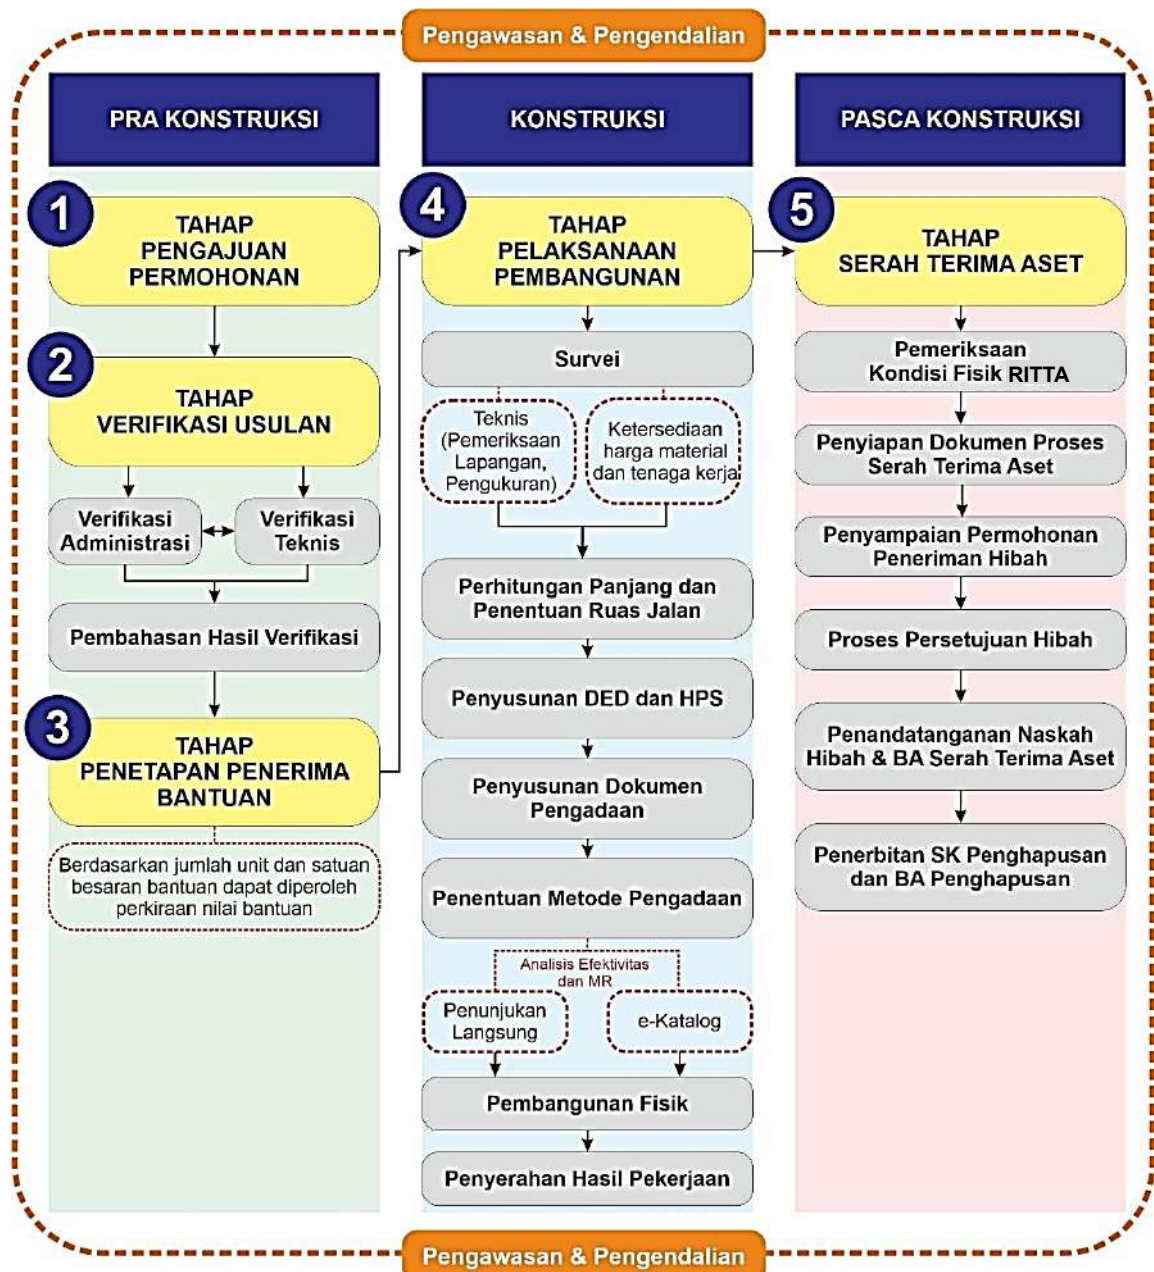 Pengawasan & Pengendalian
PRA KONSTRUKSI
1
TAHAP
PENGAJUAN
PERMOHONAN
2
TAHAP
VERIFIKASI USULAN
Verifikasi
Administrasi
Verifikasi
Teknis
Pembahasan Hasil Verifikasi
3
TAHAP
PENETAPAN PENERIMA
BANTUAN
Berdasarkan jumlah unit dan satuan
besaran bantuan dapat diperoleh
perkiraan nilai bantuan
KONSTRUKSI
4
TAHAP
PELAKSANAAN
PEMBANGUNAN
Survei
Teknis
(Pemeriksaan
Lapangan,
Pengukuran)
Ketersediaan
harga material
dan tenaga kerja
Perhitungan Panjang dan
Penentuan Ruas Jalan
Penyusunan DED dan HPS
Penyusunan Dokumen
Pengadaan
Penentuan Metode Pengadaan
Analisis Efektivitas
dan MR
Penunjukan
Langsung
e-Katalog
Pembangunan Fisik
Penyerahan Hasil Pekerjaan
PASCA KONSTRUKSI
5
TAHAP
SERAH TERIMA ASET
Pemeriksaan
Kondisi Fisik RITTA
Penyiapan Dokumen Proses
Serah Terima Aset
Penyampaian Permohonan
Peneriman Hibah
Proses Persetujuan Hibah
Penandatanganan Naskah
Hibah & BA Serah Terima Aset
Penerbitan SK Penghapusan
dan BA Penghapusan
Pengawasan & Pengendalian